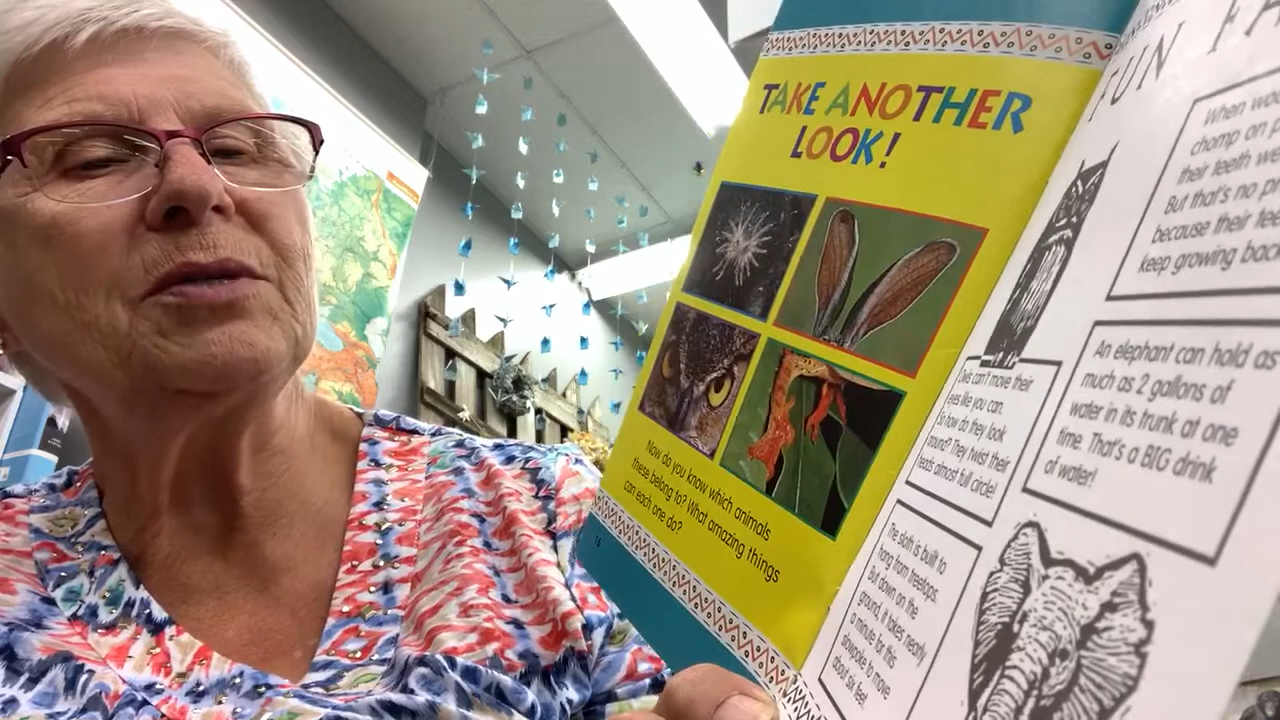 TAKE ANOTHER
LOOK!
Now do you know which animals
these belong to? What amazing things
can each one do?
16
FUN
When
chomp on
their teeth
But that's no
because their
keep growing back
Owls can't move their
eyes like you can.
So how do they look
around? They twist their
heads almost full circle!
An elephant can hold as
much as 2 gallons of
water in its trunk at one
time. That's a BIG drink
of water!
The sloth is built to
hang from treetops.
But down on the
ground, it takes nearly
a minute for this
slowpoke to move
about six feet.